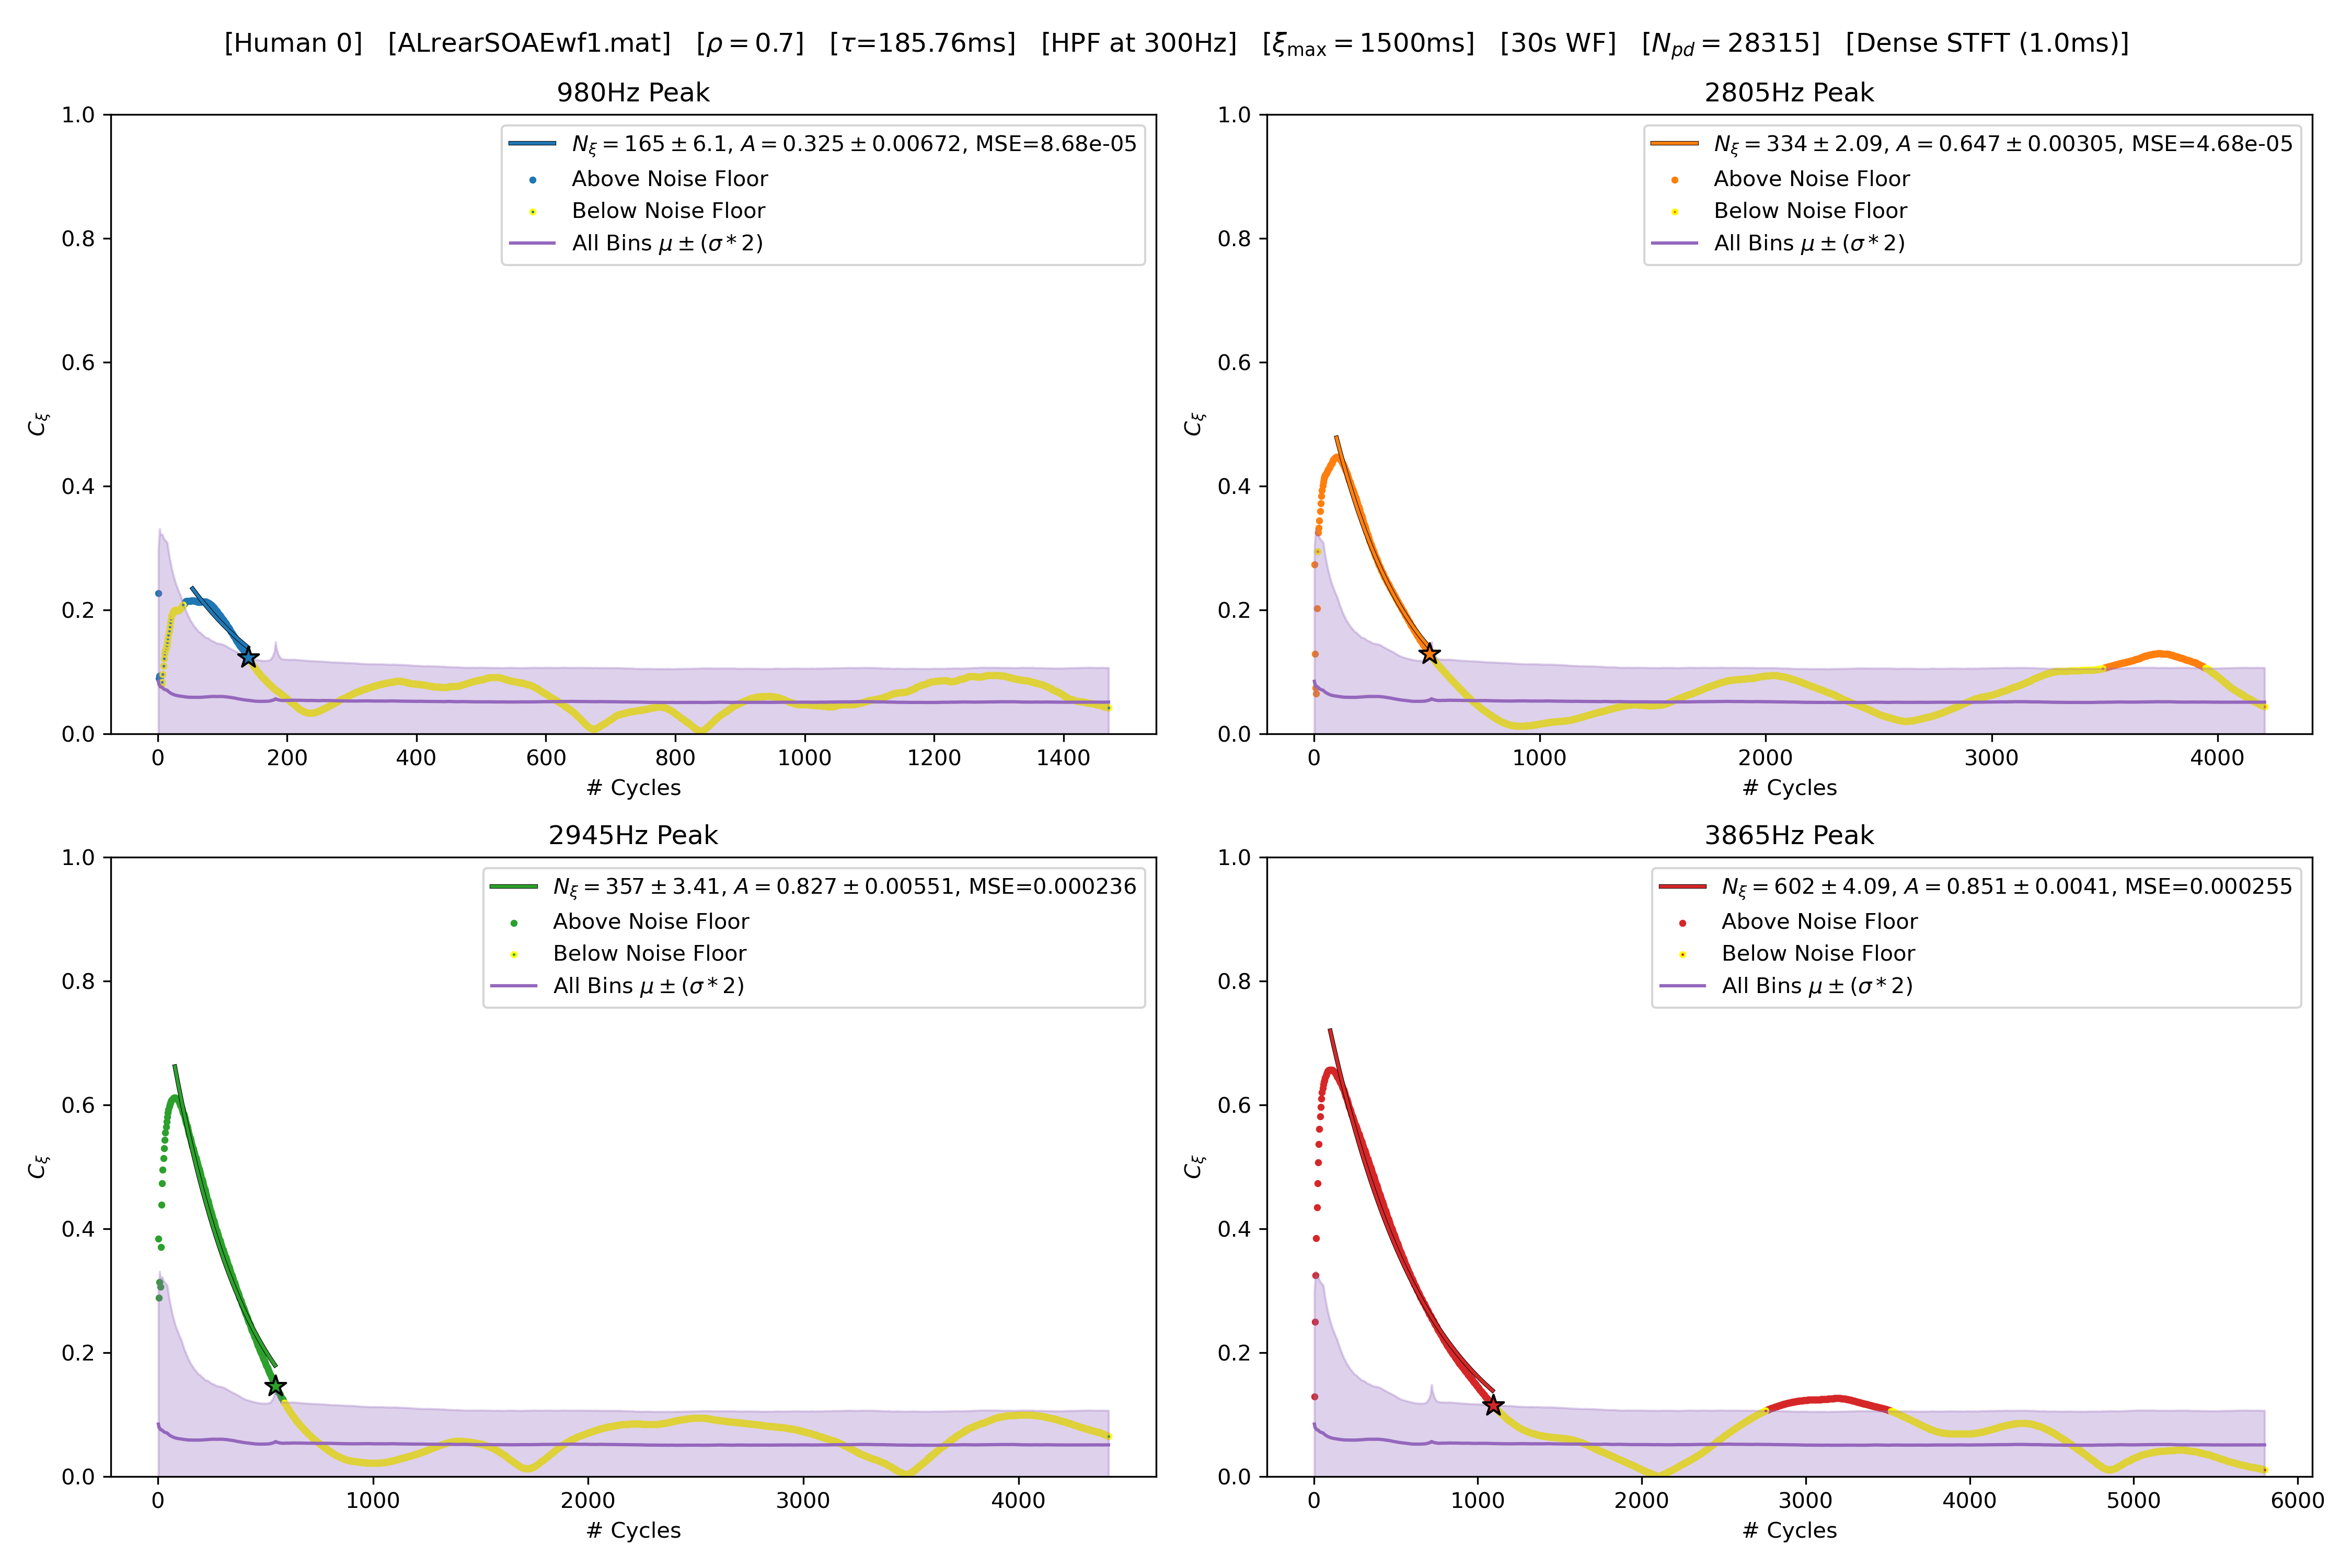 [Human 0]   [ALrearSOAEwf1.mat]   [ρ = 0.7]   [τ=185.76ms]   [HPF at 300Hz]   [ξmax = 1500ms]   [30s WF]   [Npd = 28315]   [Dense STFT (1.0ms)]
980Hz Peak
Nξ = 165 ± 6.1, A = 0.325 ± 0.00672, MSE=8.68e-05
Above Noise Floor
Below Noise Floor
All Bins μ ± (σ * 2)
1.0
0.8
0.6
0.4
0.2
0.0
Cξ
0 200 400 600 800 1000 1200 1400
# Cycles
2805Hz Peak
Nξ = 334 ± 2.09, A = 0.647 ± 0.00305, MSE=4.68e-05
Above Noise Floor
Below Noise Floor
All Bins μ ± (σ * 2)
1.0
0.8
0.6
0.4
0.2
0.0
Cξ
0 1000 2000 3000 4000
# Cycles
2945Hz Peak
Nξ = 357 ± 3.41, A = 0.827 ± 0.00551, MSE=0.000236
Above Noise Floor
Below Noise Floor
All Bins μ ± (σ * 2)
1.0
0.8
0.6
0.4
0.2
0.0
Cξ
0 1000 2000 3000 4000
# Cycles
3865Hz Peak
Nξ = 602 ± 4.09, A = 0.851 ± 0.0041, MSE=0.000255
Above Noise Floor
Below Noise Floor
All Bins μ ± (σ * 2)
1.0
0.8
0.6
0.4
0.2
0.0
Cξ
0 1000 2000 3000 4000 5000 6000
# Cycles